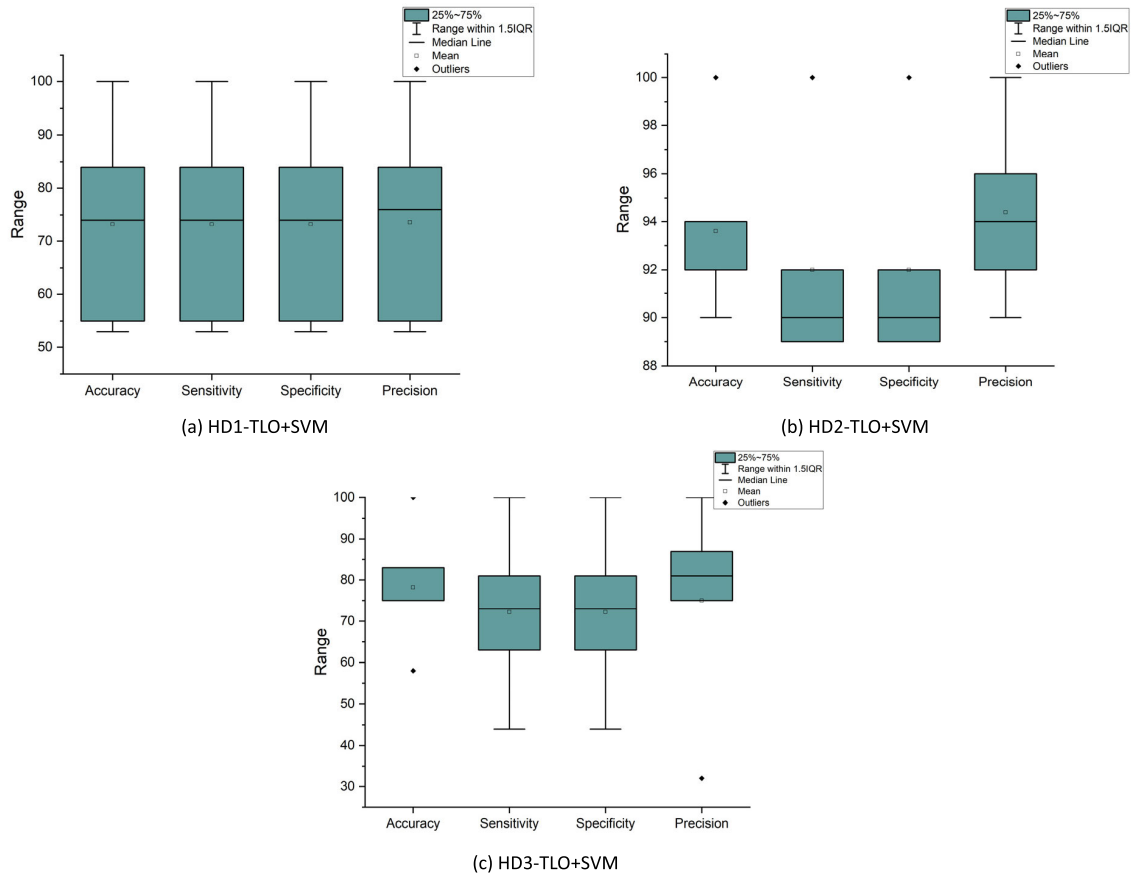 25%~75%
Range within 1.5IQR
Median Line
Mean
Outliers
100
90
80
70
60
50
Range
Accuracy Sensitivity Specificity Precision
(a) HD1-TLO+SVM
25%~75%
Range within 1.5IQR
Median Line
Mean
Outliers
100
98
96
94
92
90
88
Range
Accuracy Sensitivity Specificity Precision
(b) HD2-TLO+SVM
25%~75%
Range within 1.5IQR
Median Line
Mean
Outliers
100
90
80
70
60
50
40
30
Range
Accuracy Sensitivity Specificity Precision
(c) HD3-TLO+SVM